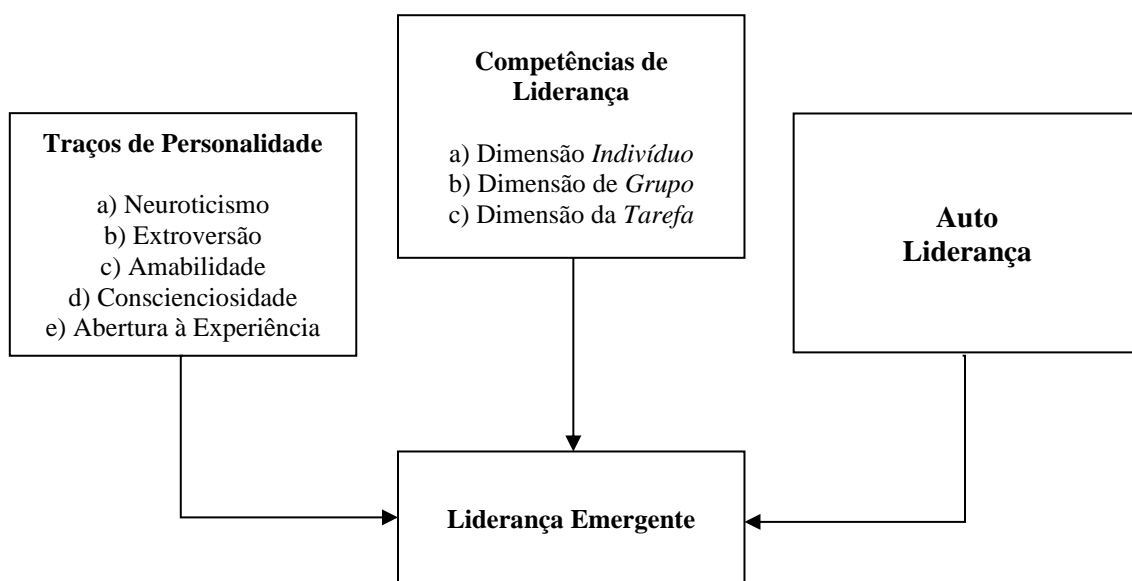 Traços de Personalidade
a) Neuroticismo
b) Extroversão
c) Amabilidade
d) Conscienciosidade
e) Abertura à Experiência
Competências de
Liderança
a) Dimensão Indivíduo
b) Dimensão de Grupo
c) Dimensão da Tarefa
Auto
Liderança
Liderança Emergente